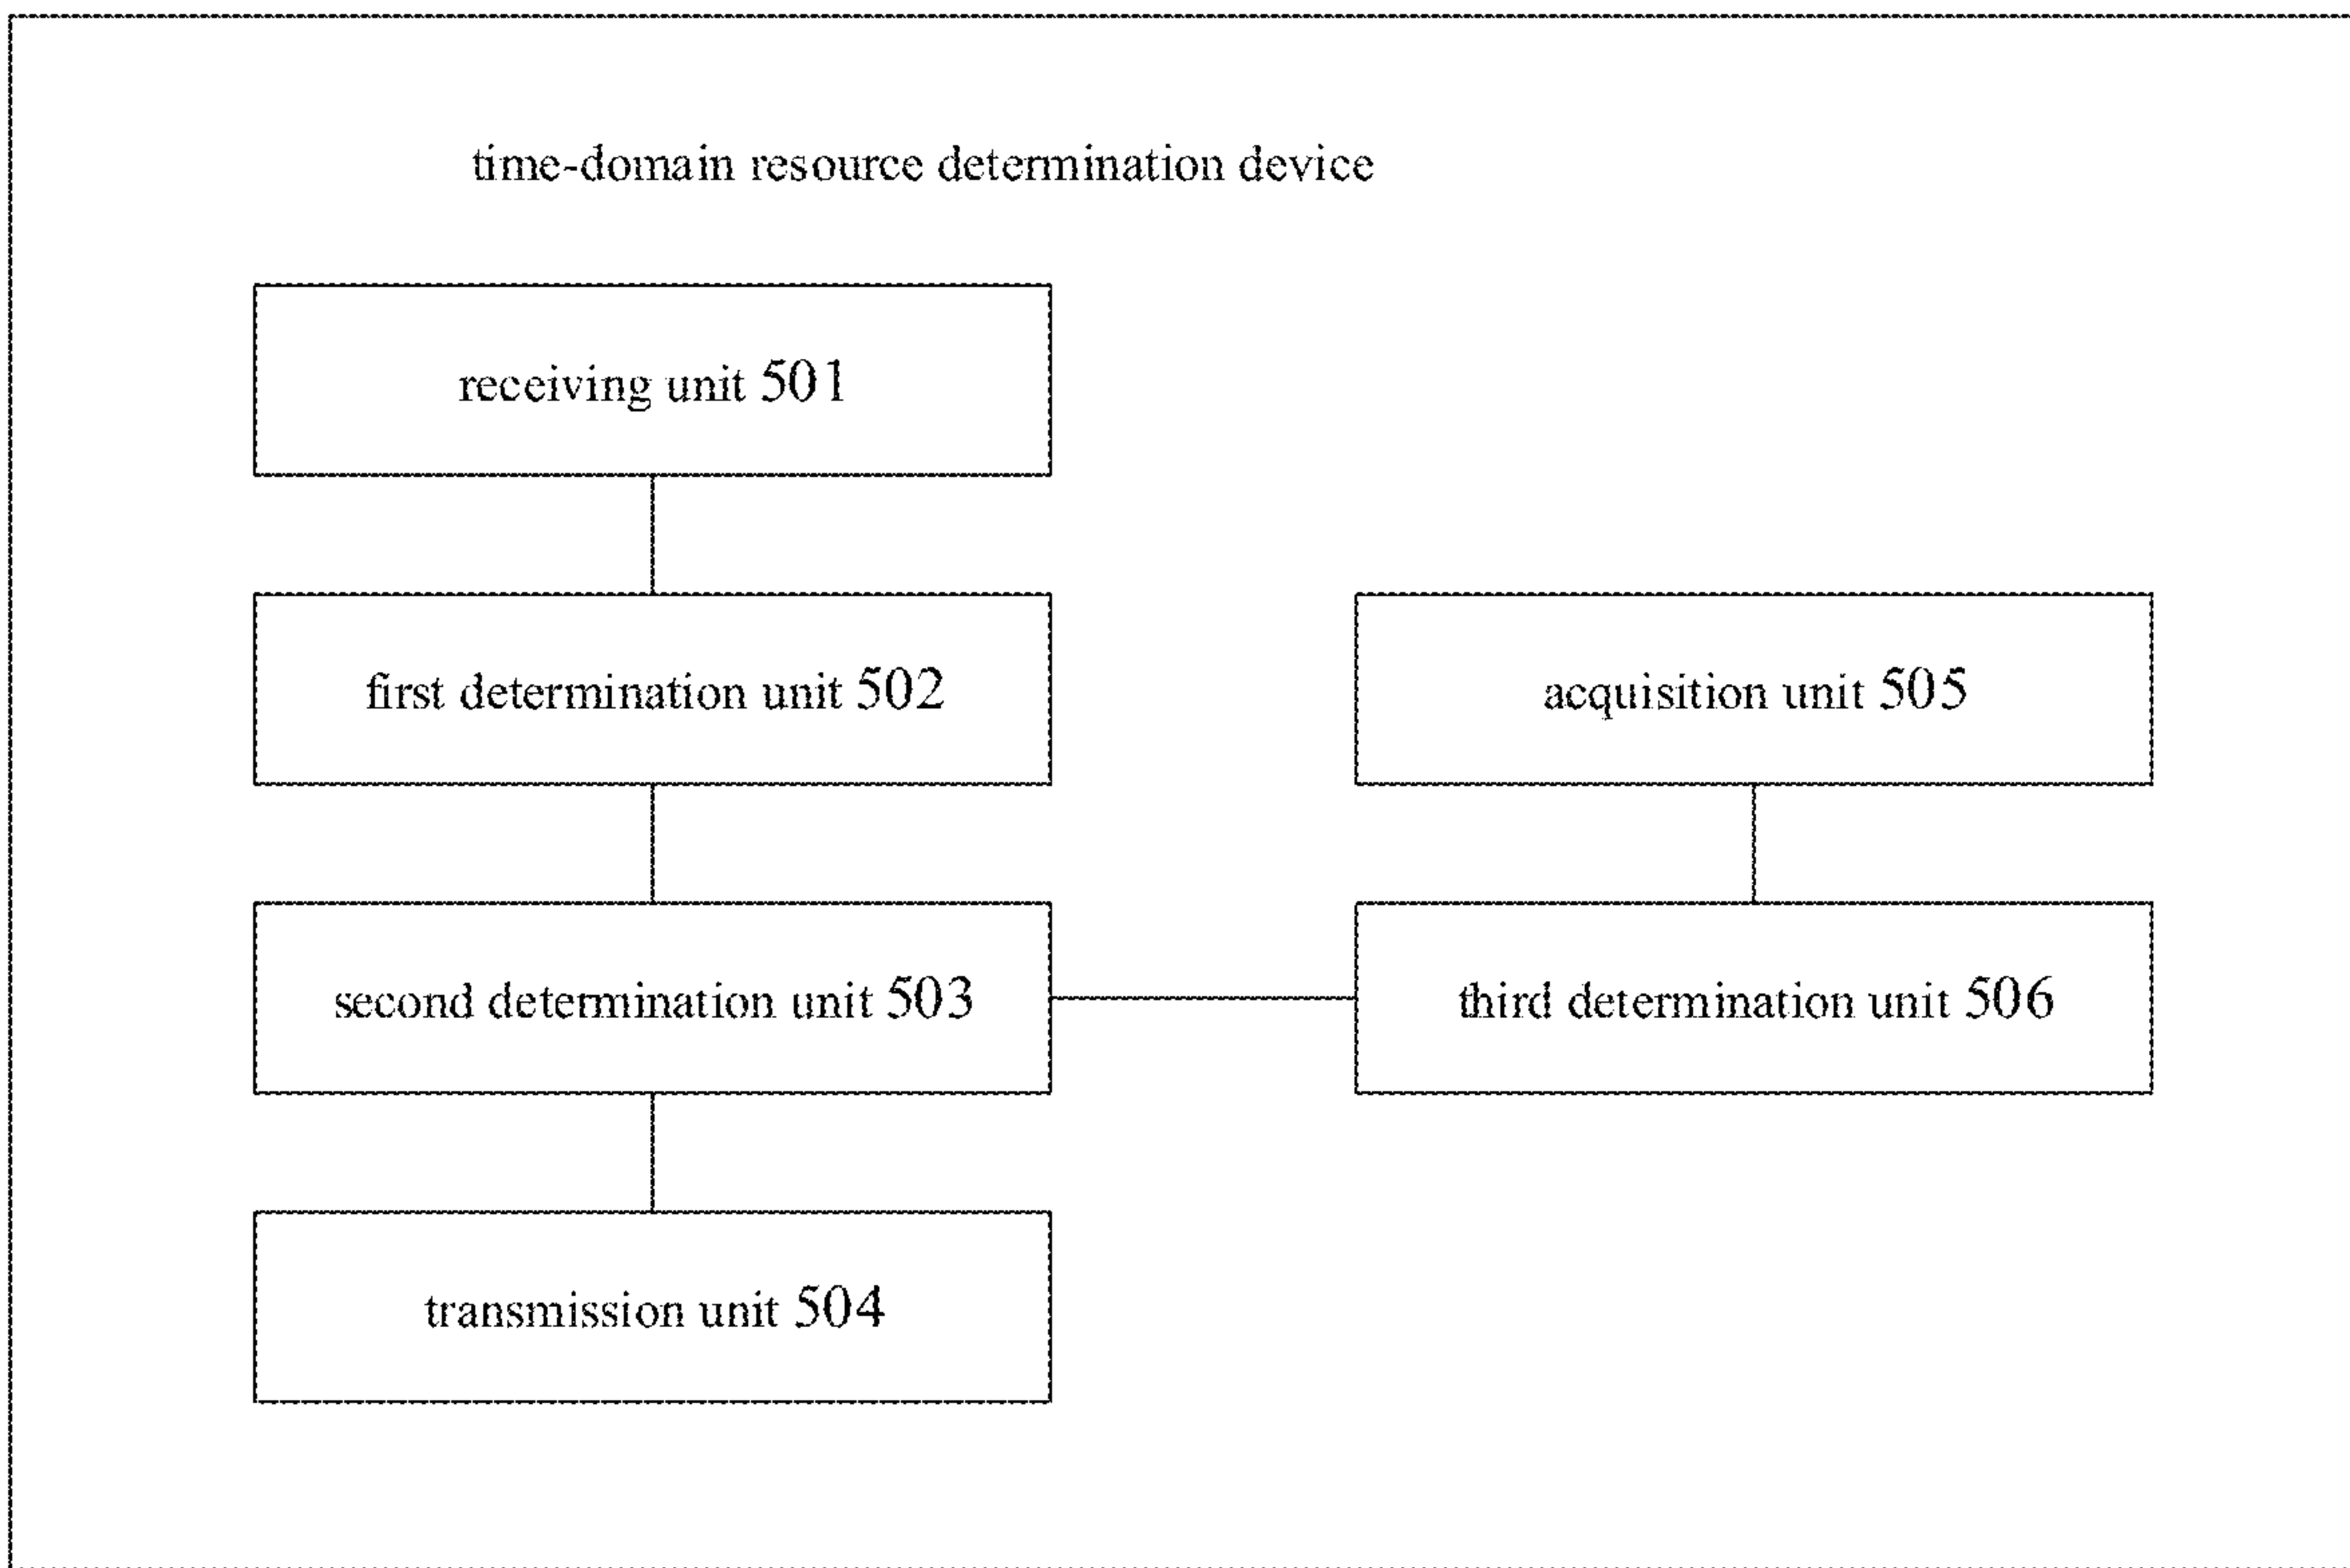 time-domain resource determination device
receiving unit 501
first determination unit 502
acquisition unit 505
second determination unit 503
third determination unit 506
transmission unit 504